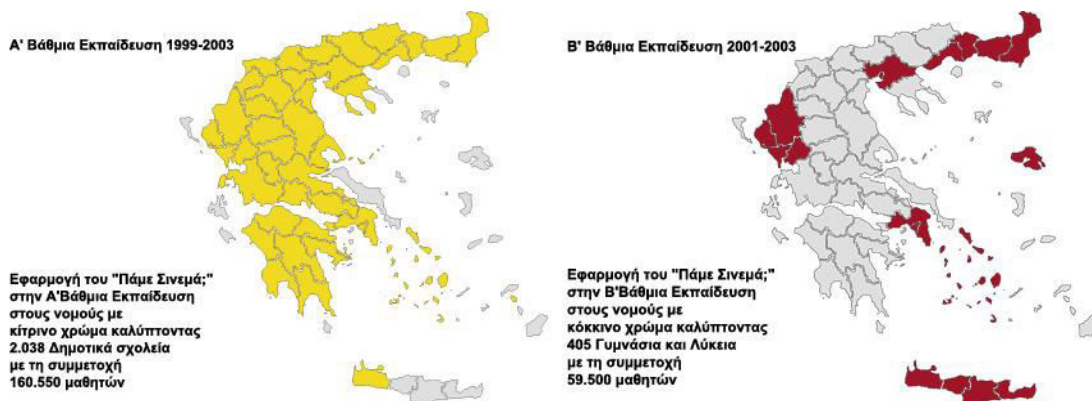 Α' Βάθμια Εκπαίδευση 1999-2003
Εφαρμογή του "Πάμε Σινεμά;"
στην Α'Βάθμια Εκπαίδευση
στους νομούς με
κίτρινο χρώμα καλύπτοντας
2.038 Δημοτικά σχολεία
με τη συμμετοχή
160.550 μαθητών
Β' Βάθμια Εκπαίδευση 2001-2003
Εφαρμογή του "Πάμε Σινεμά;"
στην Β'Βάθμια Εκπαίδευση
στους νομούς με
κόκκινο χρώμα καλύπτοντας
405 Γυμνάσια και Λύκεια
με τη συμμετοχή
59.500 μαθητών